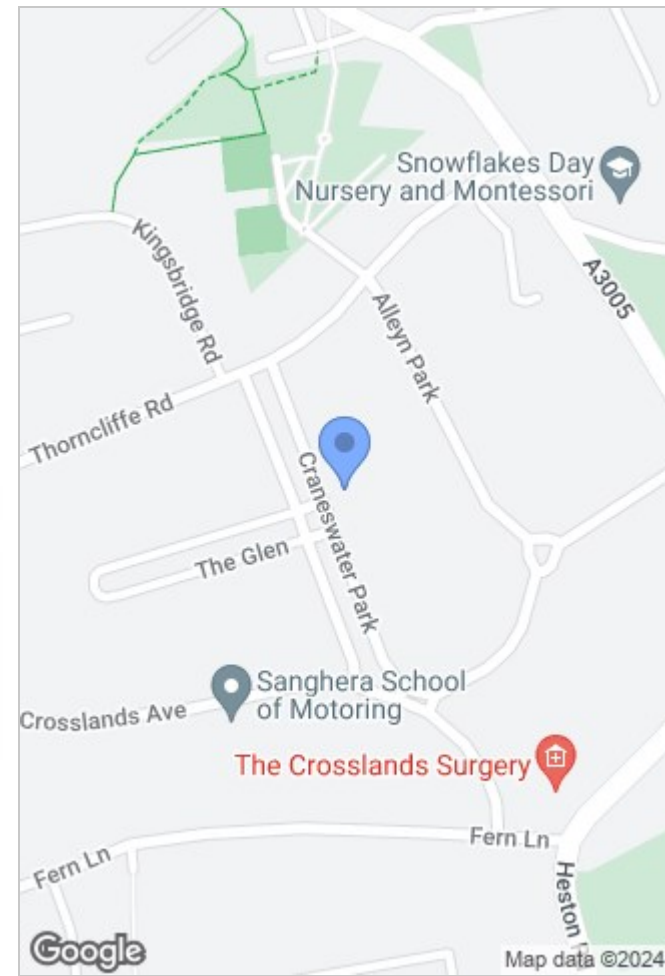 Snowflakes Day
Nursery and Montessori
A3005
Kingsbridge Rd
Alleyn Park
Thorncliffe Rd
Craneswater Park
The Glen
Sanghera School
of Motoring
Crosslands Ave
The Crosslands Surgery
Fern Ln
Fern Ln
Heston
Google
Map data ©2024